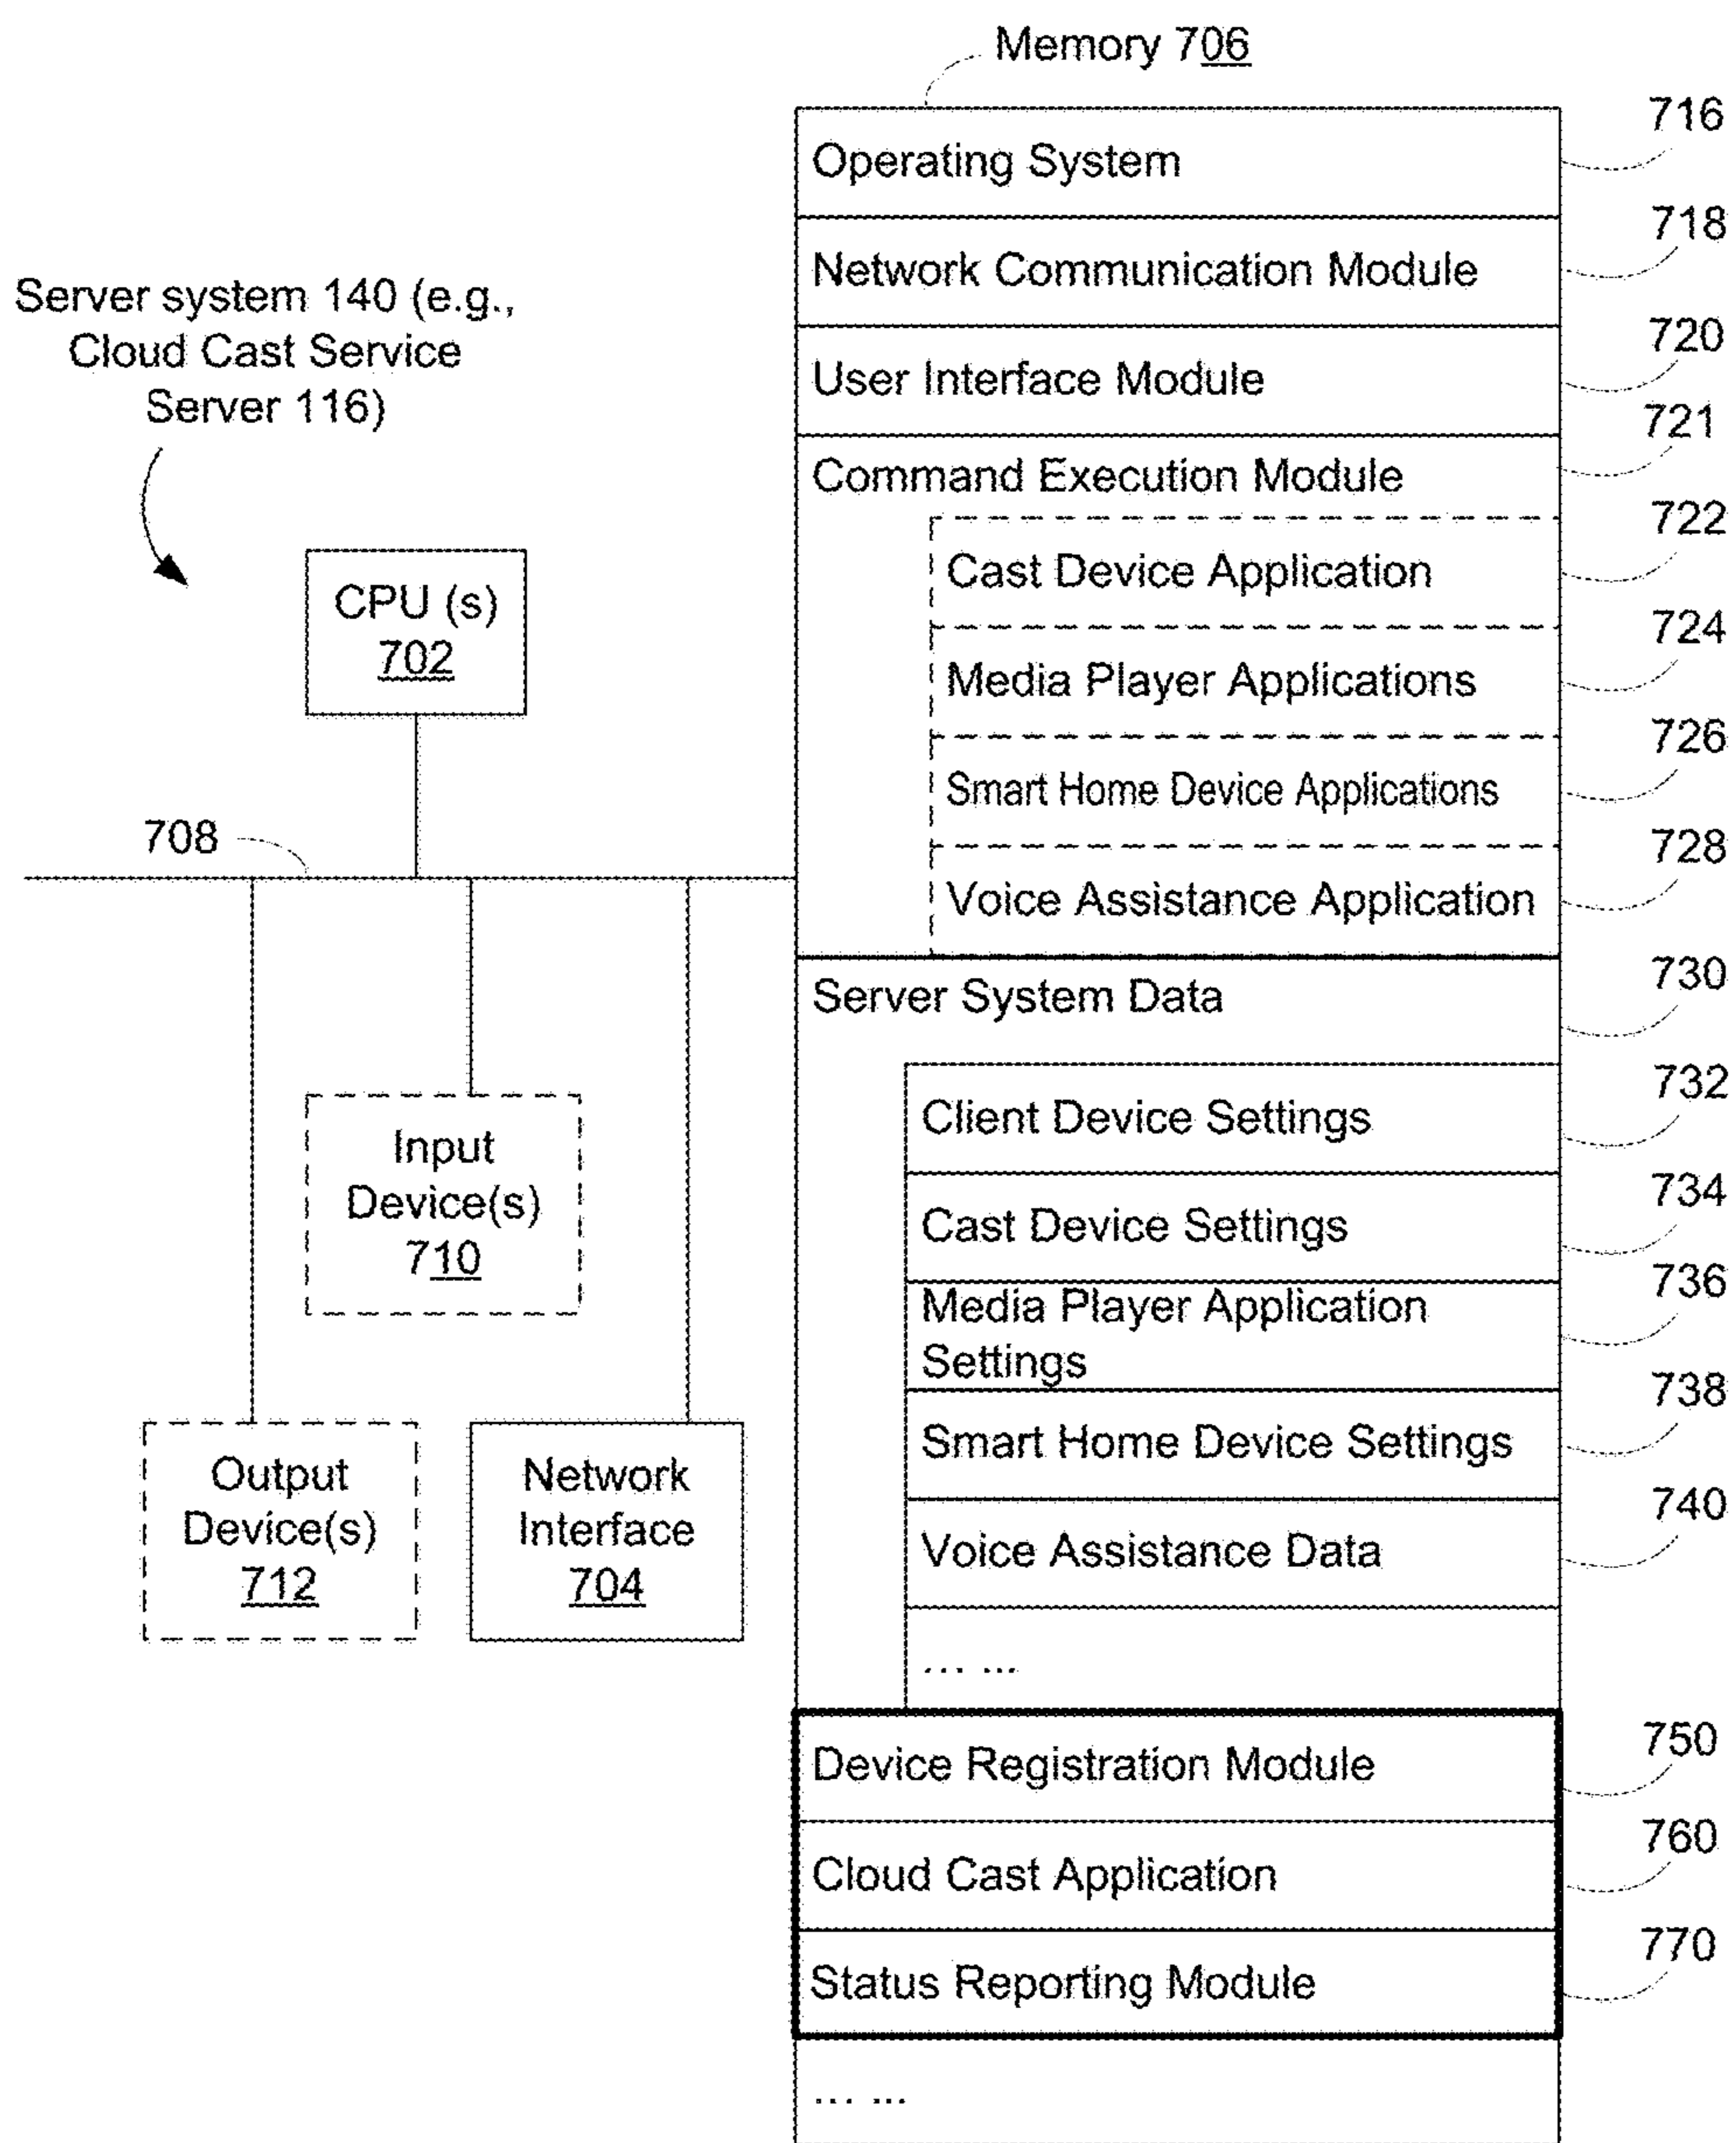 Memory 706
716
Operating System
718
Network Communication Module
Server system 140 (e.g.,
Cloud Cast Service
Server 116)
720
User Interface Module
721
Command Execution Module
722
Cast Device Application
CPU (s)
702
724
Media Player Applications
726
Smart Home Device Applications
708
728
Voice Assistance Application
730
Server System Data
732
Client Device Settings
Input
Device(s)
710
734
Cast Device Settings
736
Media Player Application
Settings
738
Smart Home Device Settings
Output
Device(s)
712
Network
Interface
704
740
Voice Assistance Data
... ...
750
Device Registration Module
760
Cloud Cast Application
770
Status Reporting Module
... ...